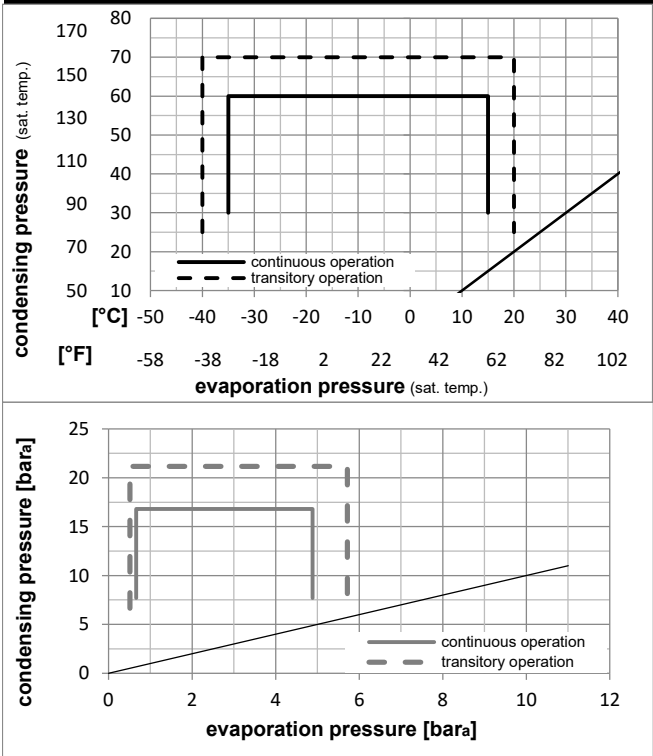 condensing pressure (sat. temp.)
170 80
150 70
130 60
50
110 40
90 30
70 20
50 10
continuous operation
transitory operation
[°C] -50 -40 -30 -20 -10 0 10 20 30 40
[°F] -58 -38 -18 2 22 42 62 82 102
evaporation pressure (sat. temp.)
condensing pressure [bara]
25
20
15
10
5
0
continuous operation
transitory operation
0 2 4 6 8 10 12
evaporation pressure [bara]